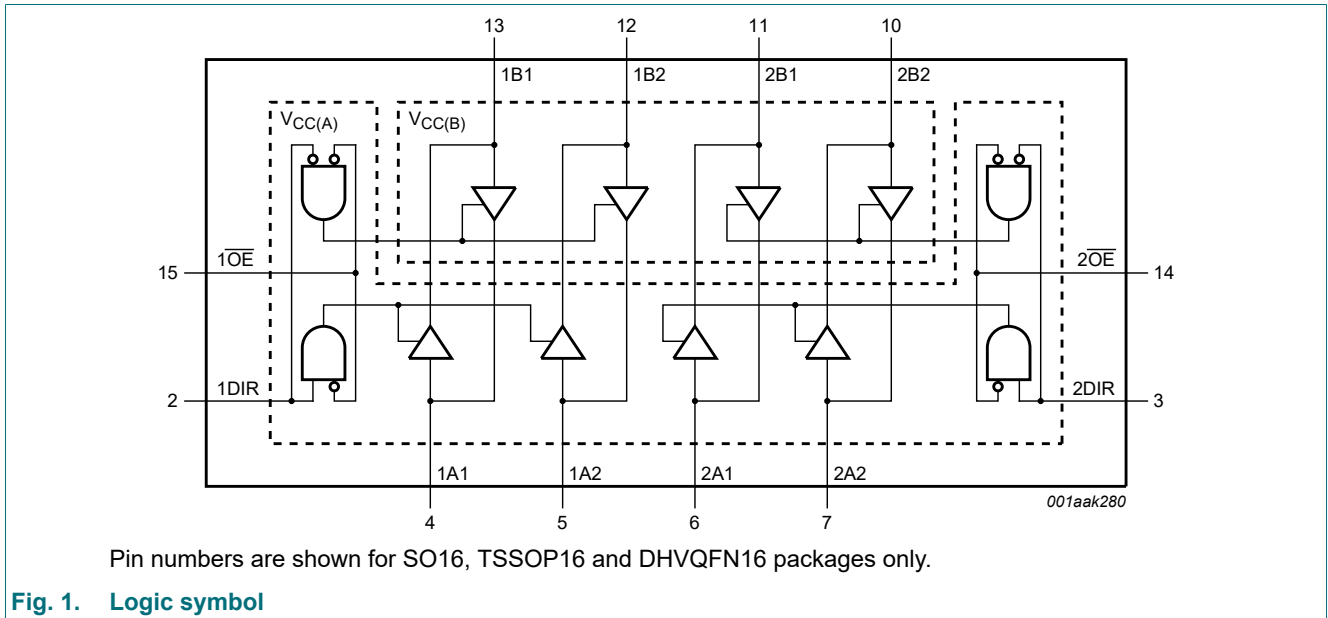 13 12 11 10
1B1 1B2 2B1 2B2
VCC(A) VCC(B)
15 1OE 2OE 14
2 1DIR 2DIR 3
1A1 1A2 2A1 2A2
001aak280
4 5 6 7
Pin numbers are shown for SO16, TSSOP16 and DHVQFN16 packages only.
Fig. 1. Logic symbol